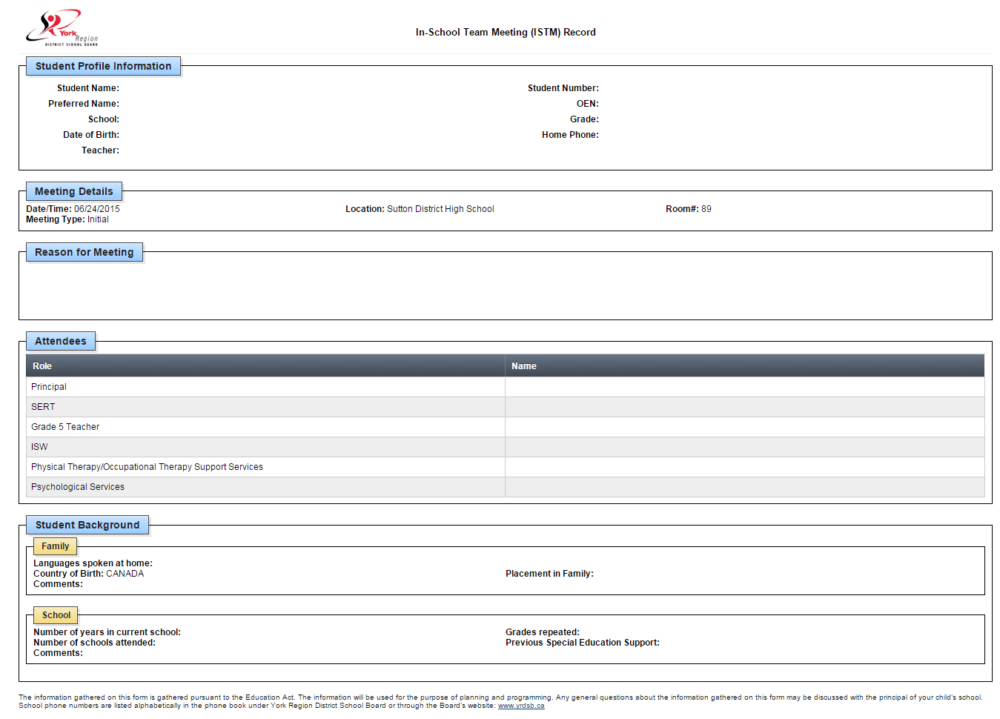 York
Region
DISTRICT SCHOOL BOARD
In-School Team Meeting (ISTM) Record
Student Profile Information
Student Name:
Student Number:
Preferred Name:
OEN:
School:
Grade:
Date of Birth:
Home Phone:
Teacher:
Meeting Details
Date/Time: 06/24/2015
Location: Sutton District High School
Room#: 89
Meeting Type: Initial
Reason for Meeting
Attendees
Role
Name
Principal
SERT
Grade 5 Teacher
ISW
Physical Therapy/Occupational Therapy Support Services
Psychological Services
Student Background
Family
Languages spoken at home:
Country of Birth: CANADA
Placement in Family:
Comments:
School
Number of years in current school:
Grades repeated:
Number of schools attended:
Previous Special Education Support:
Comments:
The information gathered on this form is gathered pursuant to the Education Act. The information will be used for the purpose of planning and programming. Any general questions about the information gathered on this form may be discussed with the principal of your child's school.
School phone numbers are listed alphabetically in the phone book under York Region District School Board or through the Board's website: www.yrdsb.ca